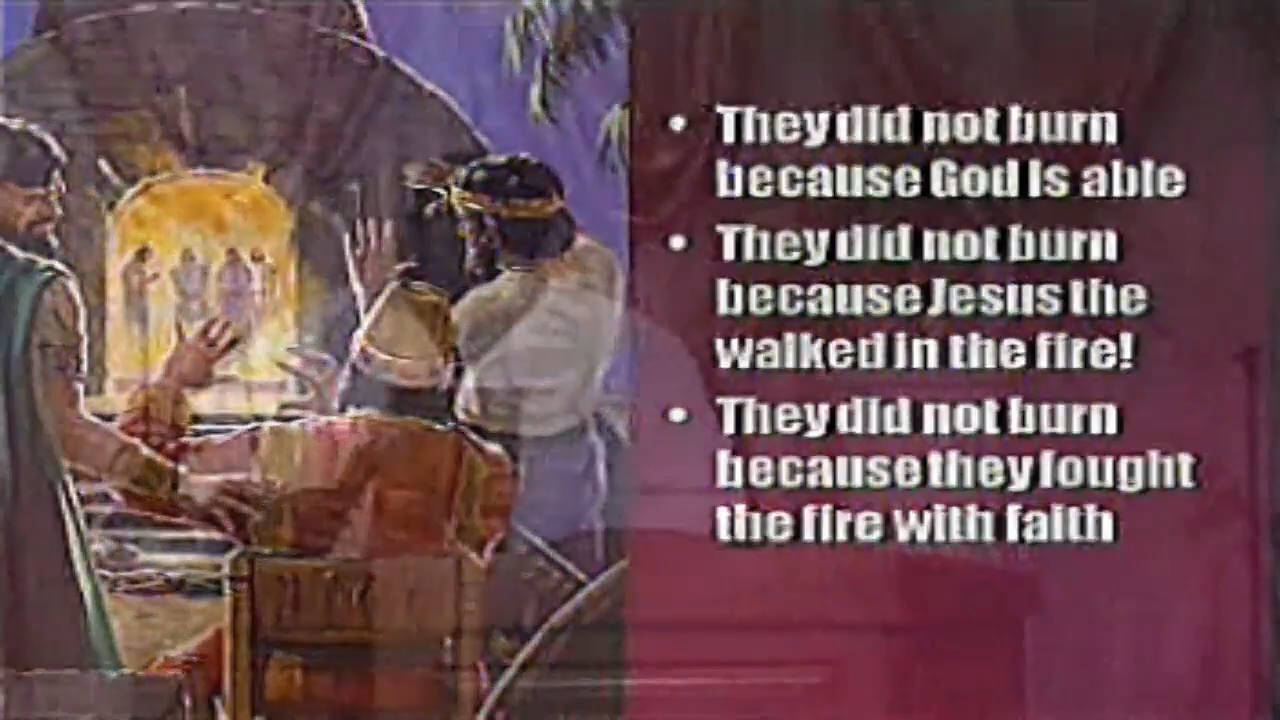 • They did not burn
because God is able
• They did not burn
because Jesus the
walked in the fire!
• They did not burn
because they fought
the fire with faith